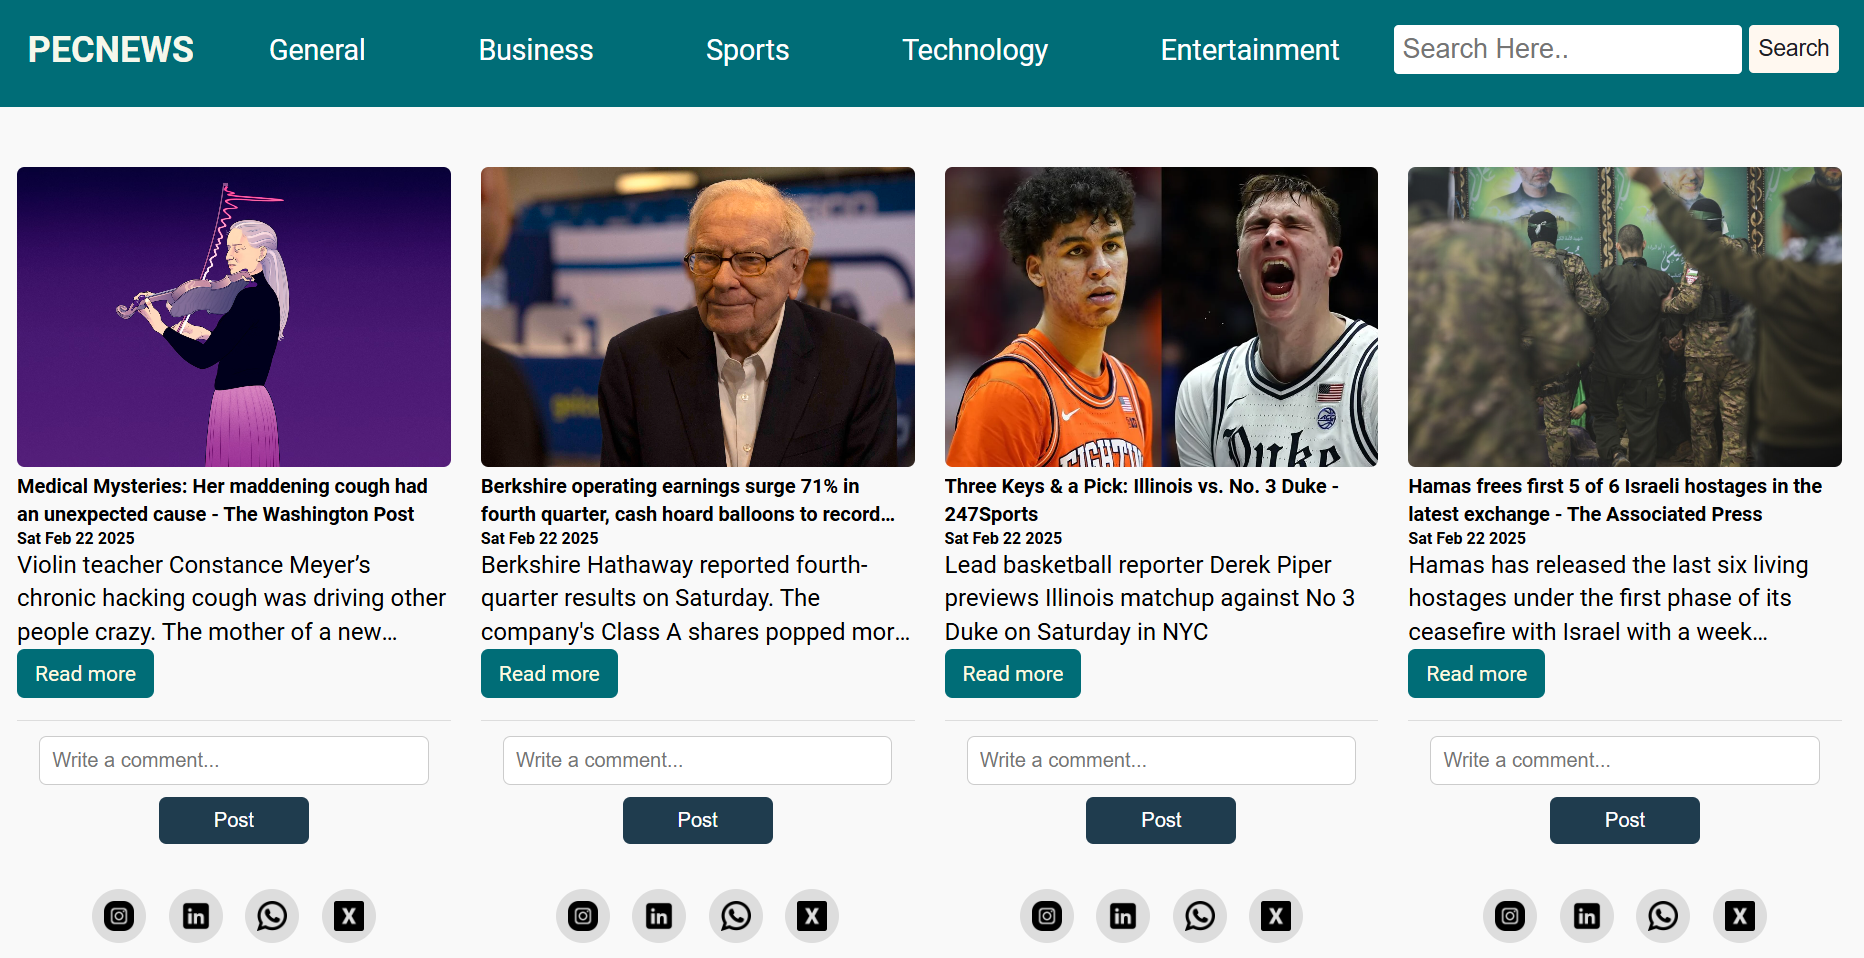 PECNEWS General Business Sports Technology Entertainment Search Here.. Search
FIGHTING
Duke
ACC
Medical Mysteries: Her maddening cough had
an unexpected cause - The Washington Post
Sat Feb 22 2025
Violin teacher Constance Meyer’s
chronic hacking cough was driving other
people crazy. The mother of a new...
Read more
Write a comment...
Post
Berkshire operating earnings surge 71% in
fourth quarter, cash hoard balloons to record...
Sat Feb 22 2025
Berkshire Hathaway reported fourth-
quarter results on Saturday. The
company's Class A shares popped mor...
Read more
Write a comment...
Post
Three Keys & a Pick: Illinois vs. No. 3 Duke -
247Sports
Sat Feb 22 2025
Lead basketball reporter Derek Piper
previews Illinois matchup against No 3
Duke on Saturday in NYC
Read more
Write a comment...
Post
Hamas frees first 5 of 6 Israeli hostages in the
latest exchange - The Associated Press
Sat Feb 22 2025
Hamas has released the last six living
hostages under the first phase of its
ceasefire with Israel with a week...
Read more
Write a comment...
Post